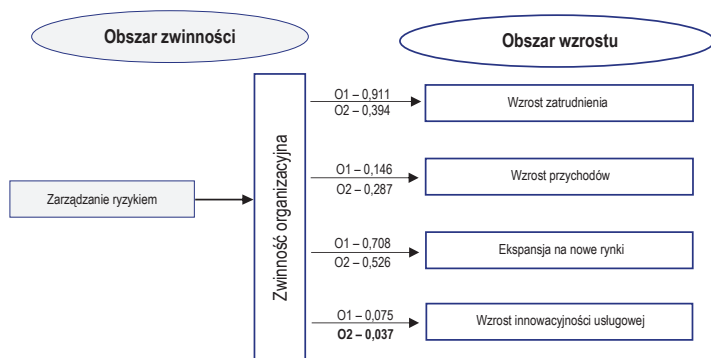 Obszar zwinności
Obszar wzrostu
Zarządzanie ryzykiem
Zwinność organizacyjna
O1 – 0,911
O2 – 0,394
Wzrost zatrudnienia
O1 – 0,146
O2 – 0,287
Wzrost przychodów
O1 – 0,708
O2 – 0,526
Ekspansja na nowe rynki
O1 – 0,075
O2 – 0,037
Wzrost innowacyjności usługowej